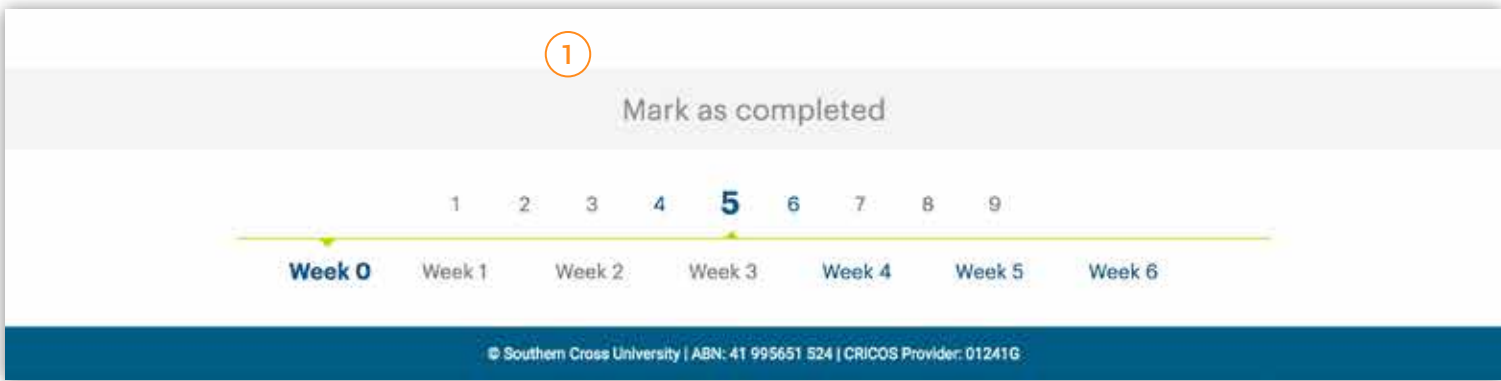 1
Mark as completed
1 2 3 4 5 6 7 8 9
Week 0 Week 1 Week 2 Week 3 Week 4 Week 5 Week 6
© Southern Cross University | ABN: 41 995651 524 | CRICOS Provider: 01241G